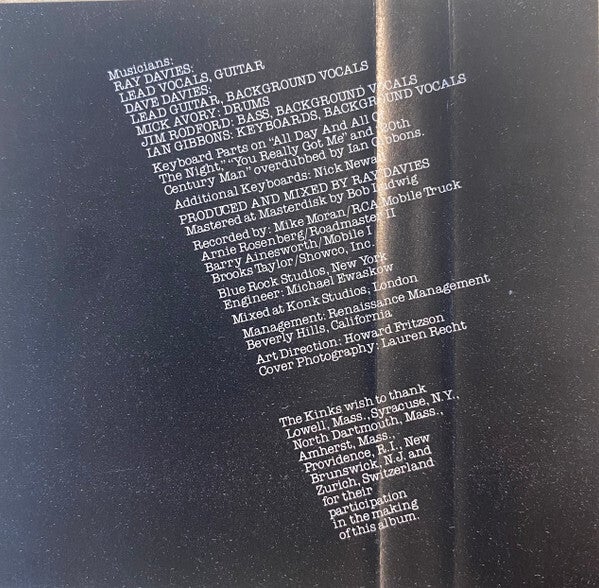 Musicians:
RAY DAVIES:
LEAD VOCALS, GUITAR
DAVE DAVIES:
LEAD GUITAR, BACKGROUND VOCALS
MICK AVORY: DRUMS
JIM RODFORD: BASS, BACKGROUND VOCALS
IAN GIBBONS: KEYBOARDS, BACKGROUND VOCALS
Keyboard Parts on "All Day And All O
The Night," "You Really Got Me" and "20th
Century Man" overdubbed by Ian Gibbons.
Additional Keyboards: Nick Newall
PRODUCED AND MIXED BY RAY DAVIES
Mastered at Masterdisk by Bob Ludwig
Recorded by: Mike Moran/RCA Mobile Truck
Arnie Rosenberg/Roadmaster II
Barry Ainesworth/Mobile I
Brooks Taylor/Showco, Inc.
Blue Rock Studios, New York
Engineer: Michael Ewaskow
Mixed at Konk Studios, London
Management: Renaissance Management
Beverly Hills, California
Art Direction: Howard Fritzson
Cover Photography: Lauren Recht
The Kinks wish to thank
Lowell, Mass., Syracuse, N.Y.,
North Dartmouth, Mass.,
Amherst, Mass.,
Providence, R.I., New
Brunswick, N.J. and
Zurich, Switzerland
for their
participation
in the making
of this album.